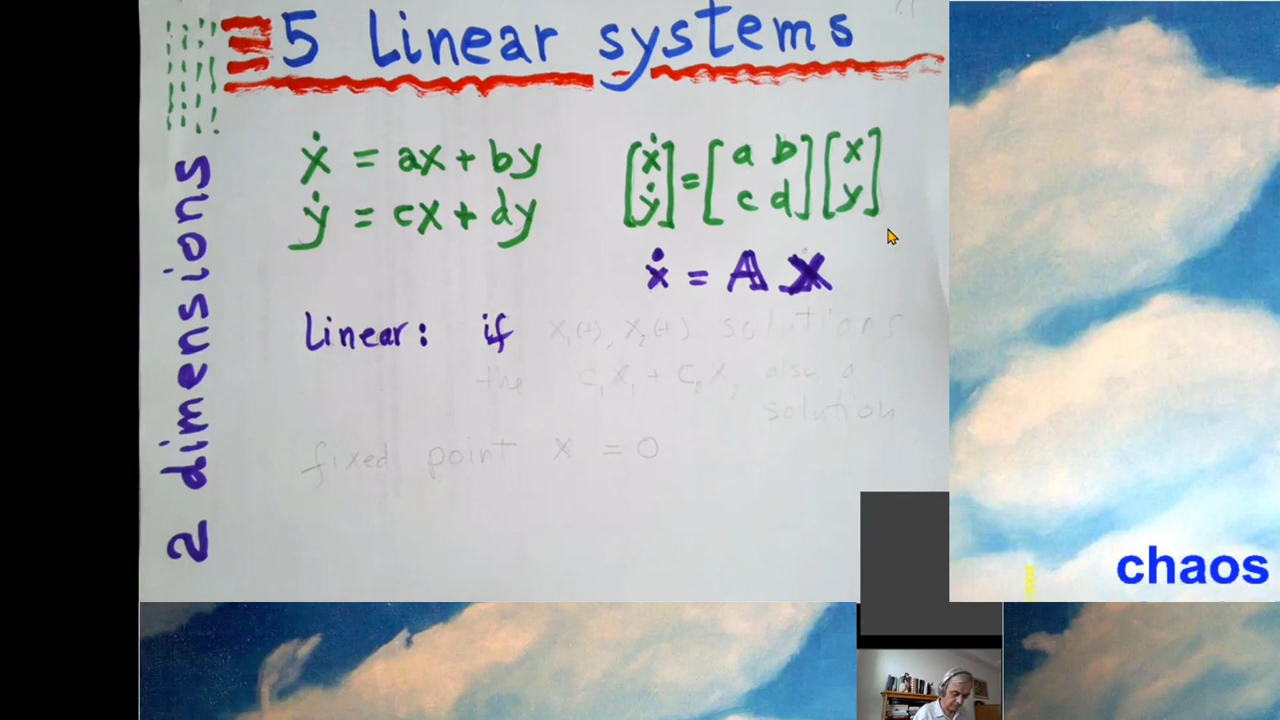 5 Linear systems
2 dimensions
ẋ = ax + by
ẏ = cx + dy
[ẋ ẏ] = [a b c d] [x y]
ẋ = A X
Linear: if x₁(t), x₂(t) solutions
the c₁x₁ + c₂x₂ also a
solution
fixed point x = 0
chaos